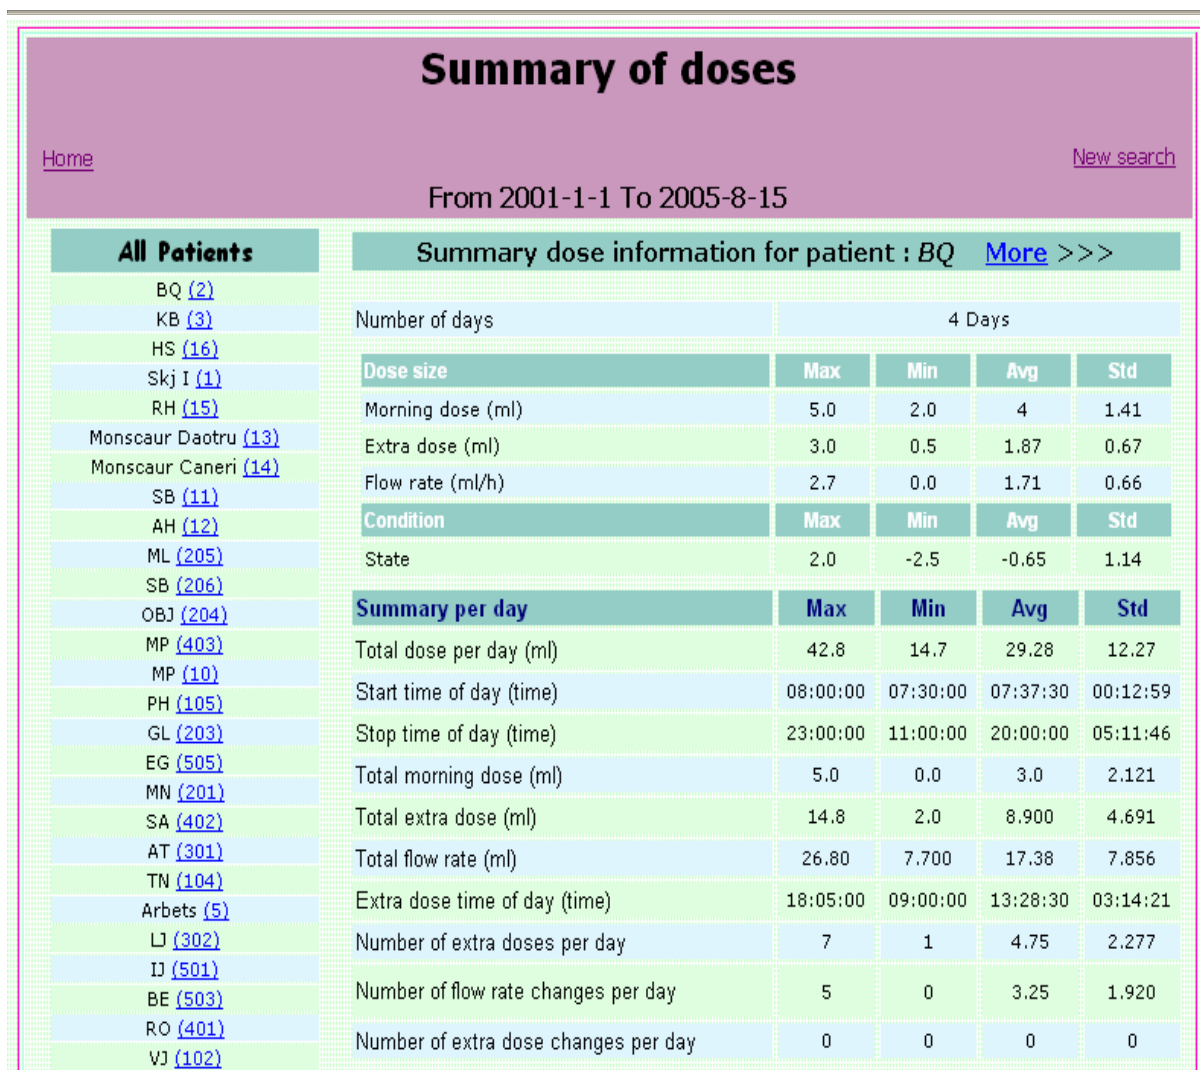 Summary of doses
Home
New search
From 2001-1-1 To 2005-8-15
All Patients
BQ (2)
KB (3)
HS (16)
Skj I (1)
RH (15)
Monscaur Daotru (13)
Monscaur Caneri (14)
SB (11)
AH (12)
ML (205)
SB (206)
OBJ (204)
MP (403)
MP (10)
PH (105)
GL (203)
EG (505)
MN (201)
SA (402)
AT (301)
TN (104)
Arbets (5)
LJ (302)
IJ (501)
BE (503)
RO (401)
VJ (102)
Summary dose information for patient : BQ More >>>
Number of days 4 Days
Dose size Max Min Avg Std
Morning dose (ml) 5.0 2.0 4 1.41
Extra dose (ml) 3.0 0.5 1.87 0.67
Flow rate (ml/h) 2.7 0.0 1.71 0.66
Condition Max Min Avg Std
State 2.0 -2.5 -0.65 1.14
Summary per day Max Min Avg Std
Total dose per day (ml) 42.8 14.7 29.28 12.27
Start time of day (time) 08:00:00 07:30:00 07:37:30 00:12:59
Stop time of day (time) 23:00:00 11:00:00 20:00:00 05:11:46
Total morning dose (ml) 5.0 0.0 3.0 2.121
Total extra dose (ml) 14.8 2.0 8.900 4.691
Total flow rate (ml) 26.80 7.700 17.38 7.856
Extra dose time of day (time) 18:05:00 09:00:00 13:28:30 03:14:21
Number of extra doses per day 7 1 4.75 2.277
Number of flow rate changes per day 5 0 3.25 1.920
Number of extra dose changes per day 0 0 0 0